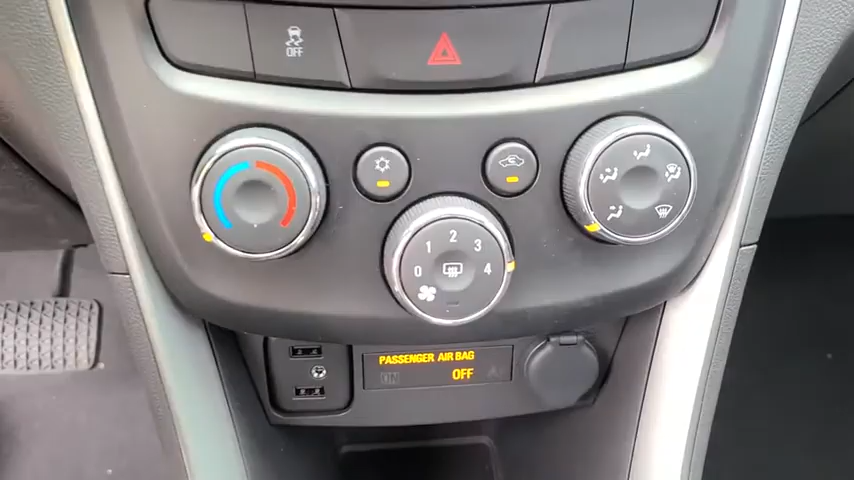 OFF
1 2 3
0 4
PASSENGER AIR BAG
ON OFF